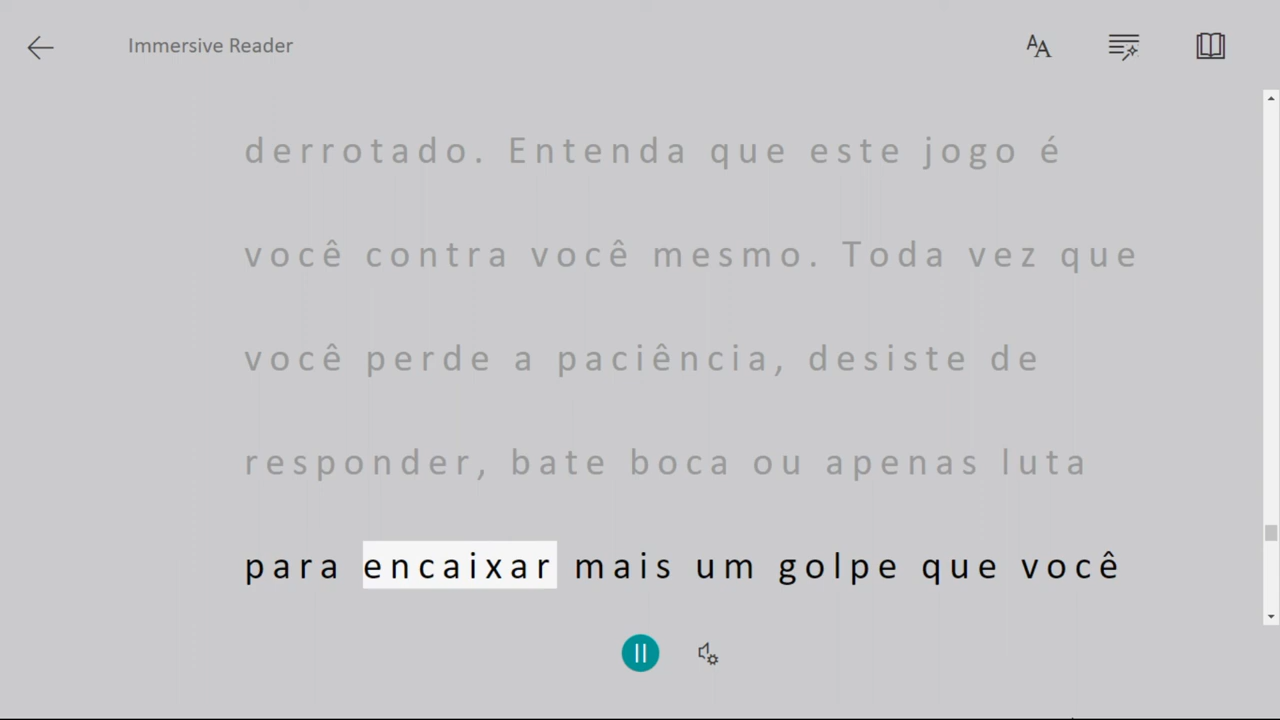 Immersive Reader
derrotado. Entenda que este jogo é
você contra você mesmo. Toda vez que
você perde a paciência, desiste de
responder, bate boca ou apenas luta
para encaixar mais um golpe que você